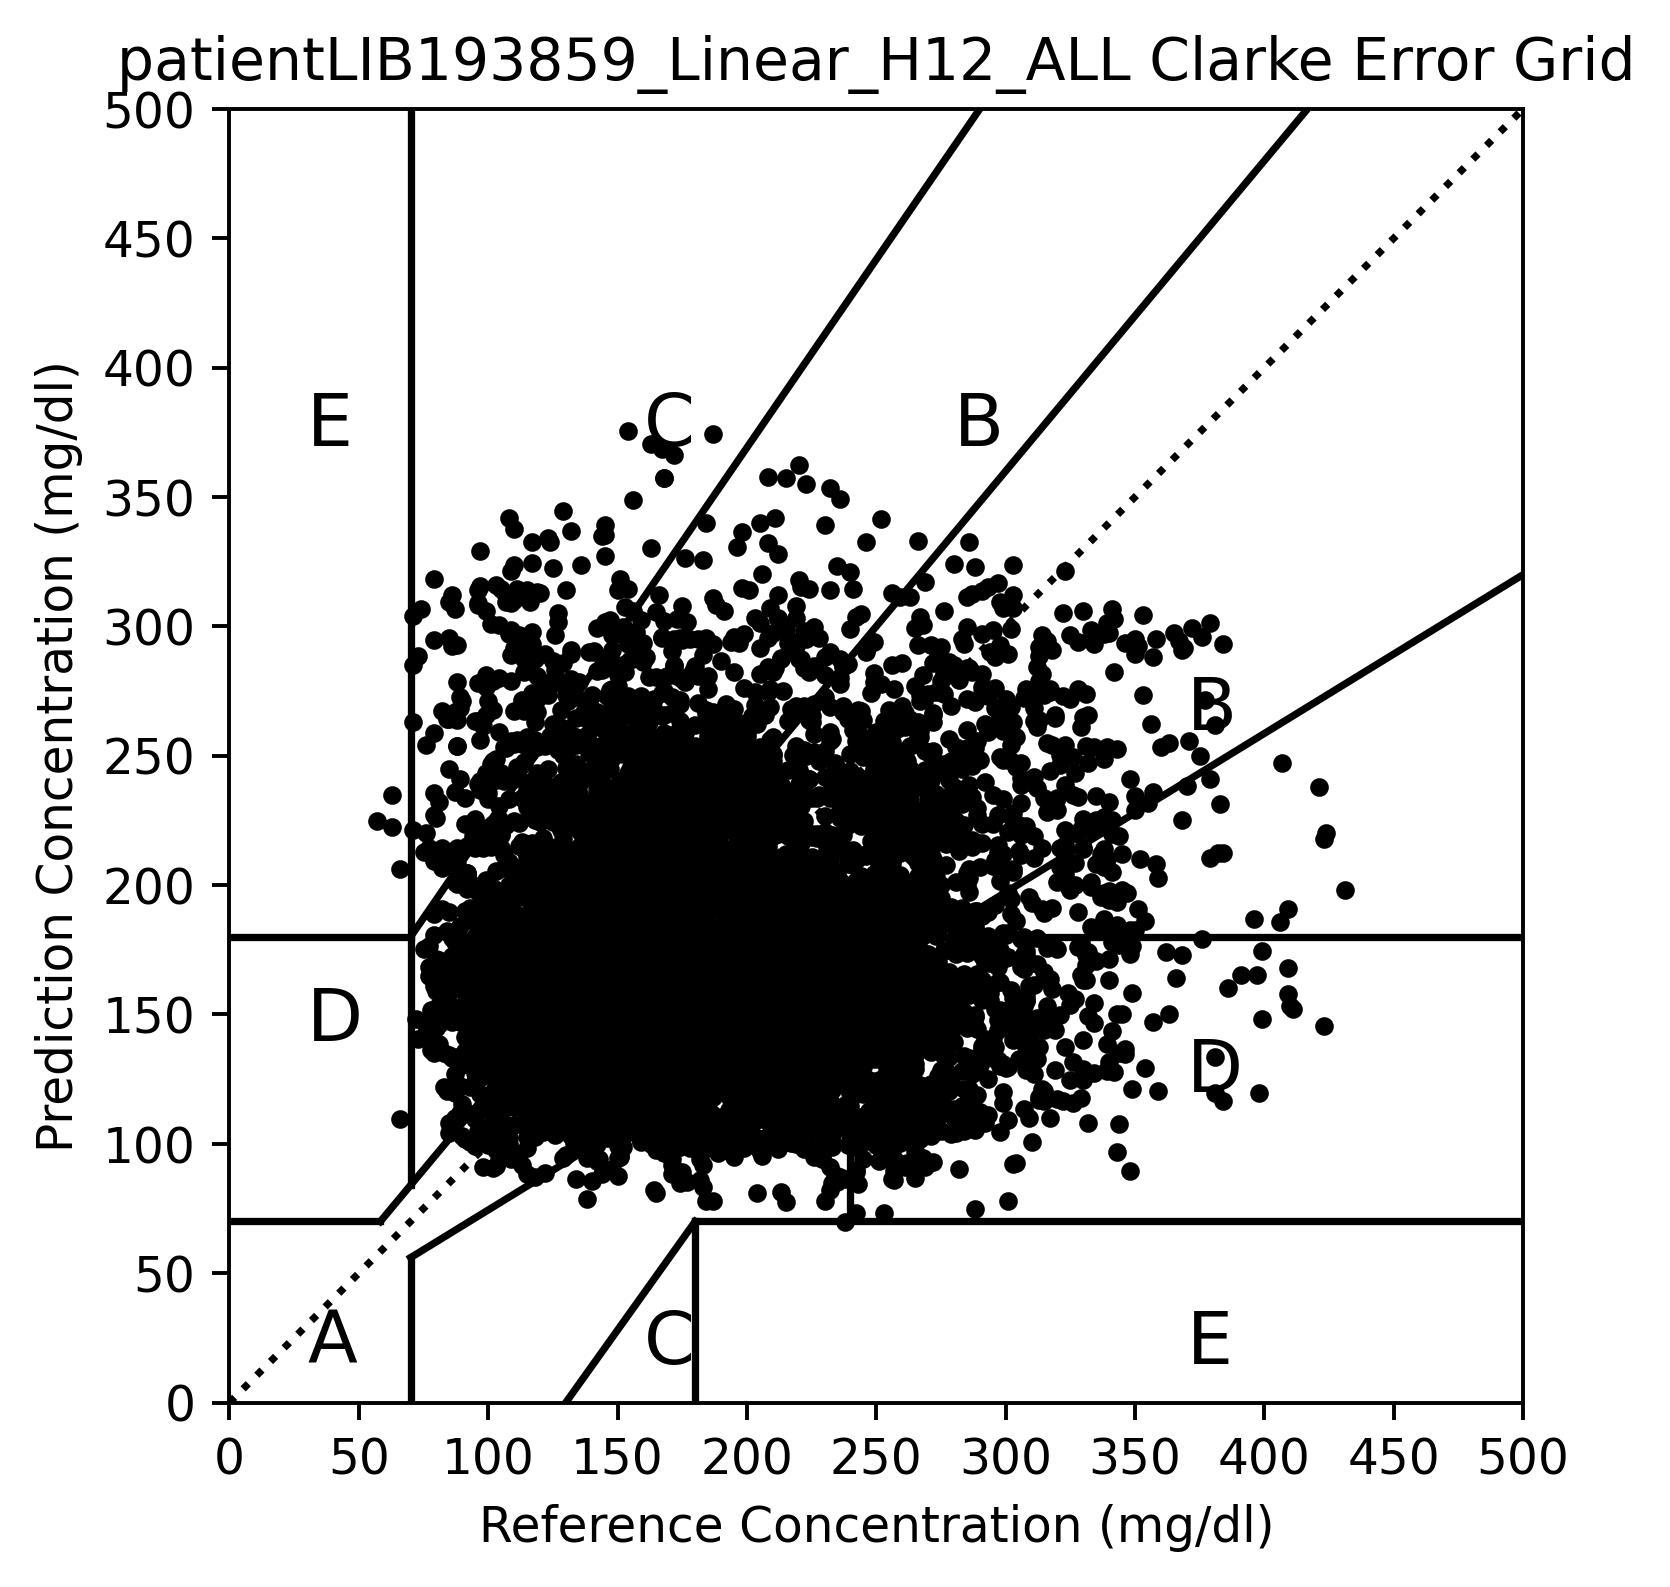 patientLIB193859_Linear_H12_ALL Clarke Error Grid
500
450
400
350
300
250
200
150
100
50
0
Prediction Concentration (mg/dl)
E
C
B
B
D
D
A
C
E
0 50 100 150 200 250 300 350 400 450 500
Reference Concentration (mg/dl)